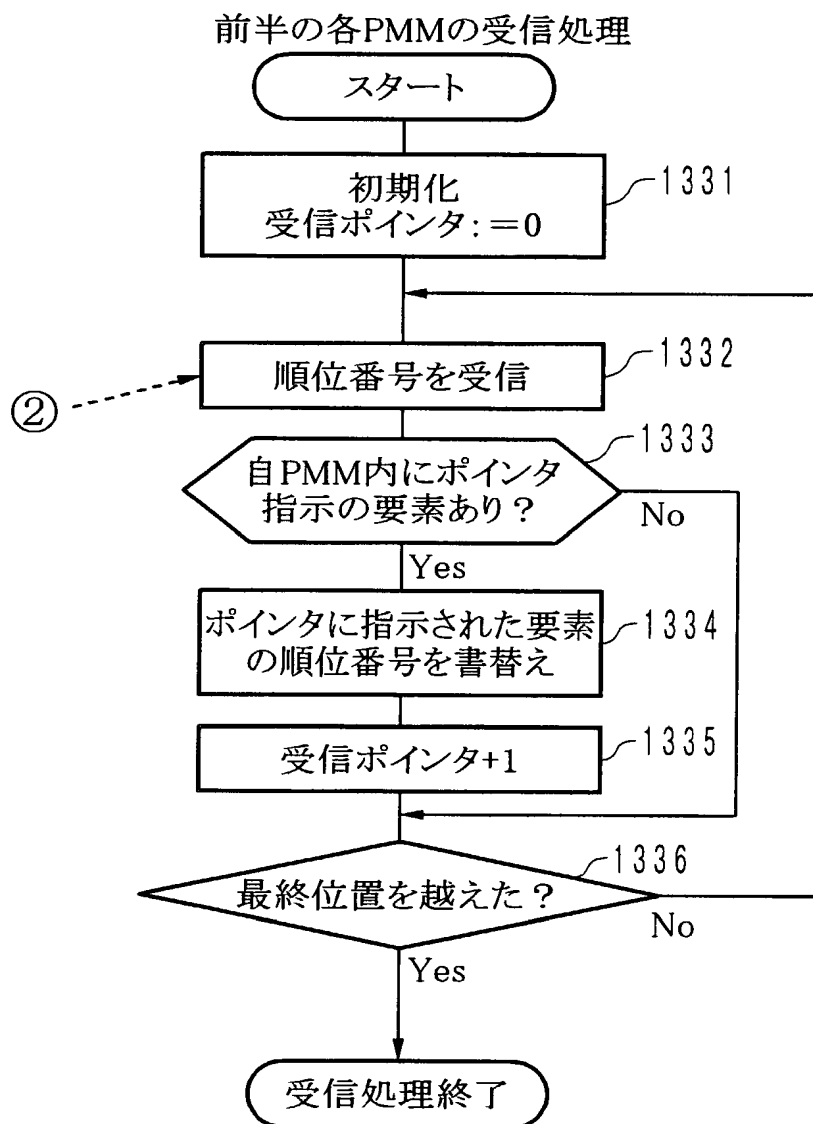 前半の各PMMの受信処理
スタート
初期化
受信ポインタ:=0
1331
順位番号を受信
1332
②
自PMM内にポインタ
指示の要素あり?
1333
No
Yes
ポインタに指示された要素
の順位番号を書替え
1334
受信ポインタ+1
1335
最終位置を越えた?
1336
No
Yes
受信処理終了